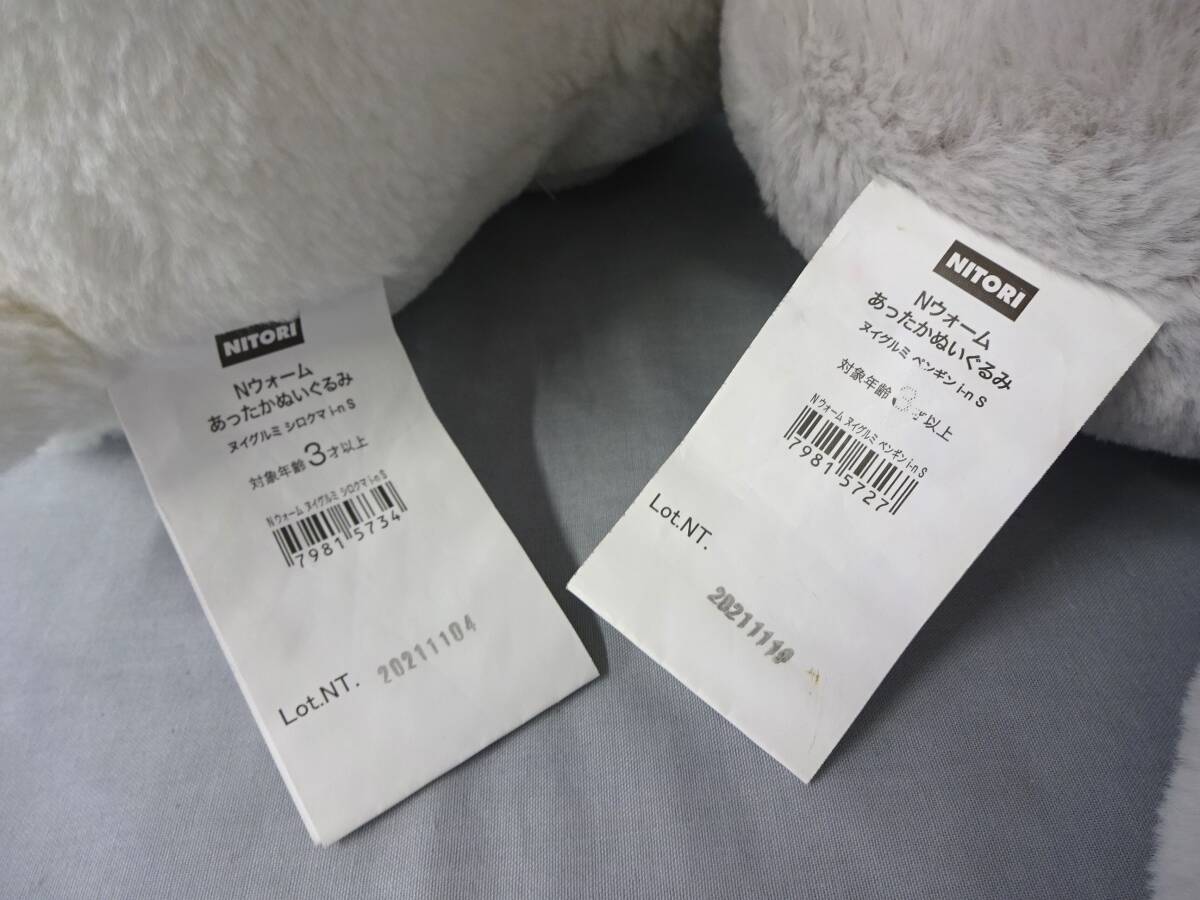 NITORI
Nウォーム
あったかぬいぐるみ
ヌイグルミ シロクマ i-n S
対象年齢 3才以上
Nウォーム ヌイグルミ シロクマ i-n S
7981 5734
Lot.NT. 20211104
NITORI
Nウォーム
あったかぬいぐるみ
ヌイグルミ ペンギン i-n S
対象年齢 3才以上
Nウォーム ヌイグルミ ペンギン i-n S
7981 5727
Lot.NT.